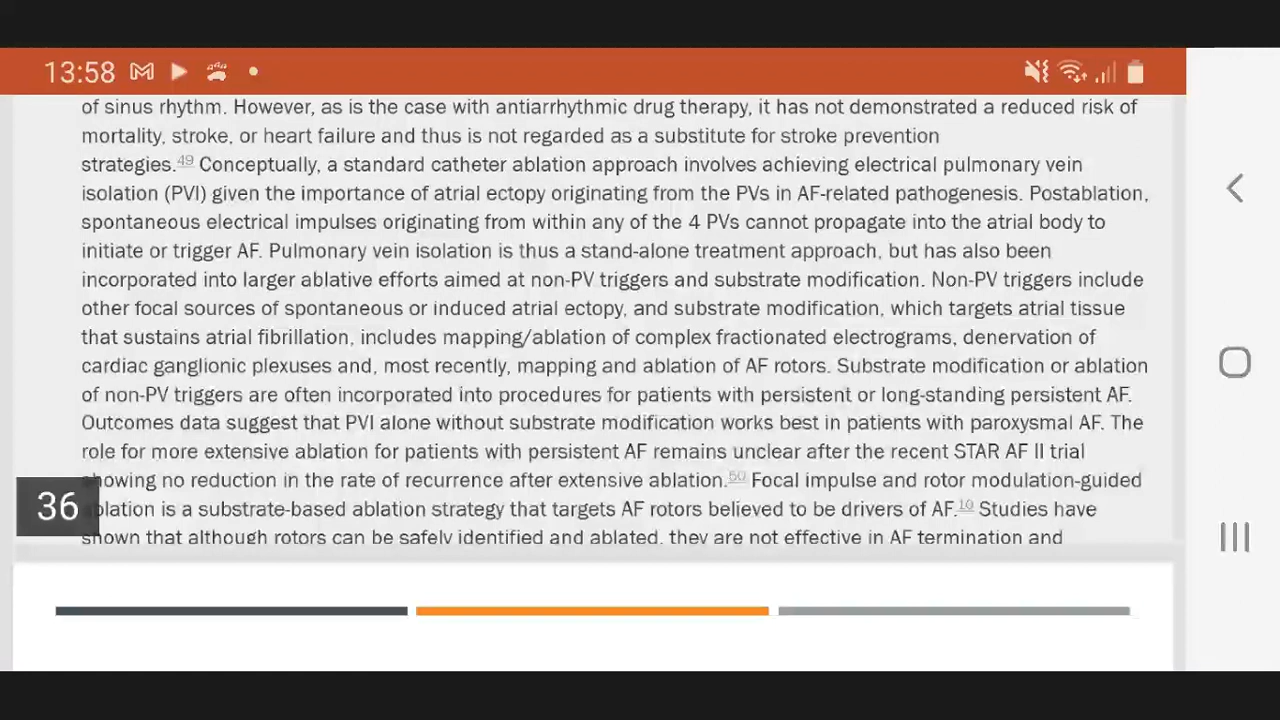 13:58
of sinus rhythm. However, as is the case with antiarrhythmic drug therapy, it has not demonstrated a reduced risk of
mortality, stroke, or heart failure and thus is not regarded as a substitute for stroke prevention
strategies.49 Conceptually, a standard catheter ablation approach involves achieving electrical pulmonary vein
isolation (PVI) given the importance of atrial ectopy originating from the PVs in AF-related pathogenesis. Postablation,
spontaneous electrical impulses originating from within any of the 4 PVs cannot propagate into the atrial body to
initiate or trigger AF. Pulmonary vein isolation is thus a stand-alone treatment approach, but has also been
incorporated into larger ablative efforts aimed at non-PV triggers and substrate modification. Non-PV triggers include
other focal sources of spontaneous or induced atrial ectopy, and substrate modification, which targets atrial tissue
that sustains atrial fibrillation, includes mapping/ablation of complex fractionated electrograms, denervation of
cardiac ganglionic plexuses and, most recently, mapping and ablation of AF rotors. Substrate modification or ablation
of non-PV triggers are often incorporated into procedures for patients with persistent or long-standing persistent AF.
Outcomes data suggest that PVI alone without substrate modification works best in patients with paroxysmal AF. The
role for more extensive ablation for patients with persistent AF remains unclear after the recent STAR AF II trial
showing no reduction in the rate of recurrence after extensive ablation.50 Focal impulse and rotor modulation-guided
ablation is a substrate-based ablation strategy that targets AF rotors believed to be drivers of AF.10 Studies have
shown that although rotors can be safely identified and ablated, they are not effective in AF termination and
36